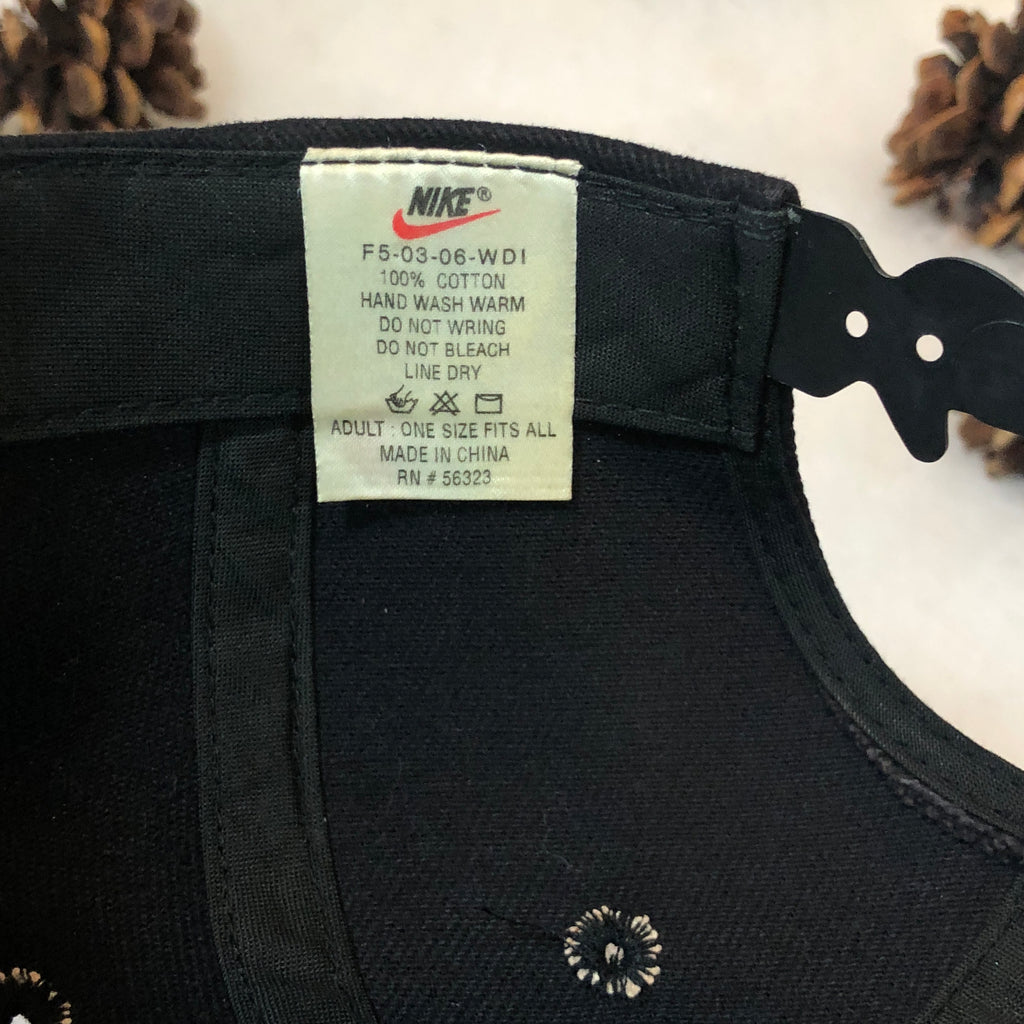 NIKE®
F5-03-06-WDI
100% COTTON
HAND WASH WARM
DO NOT WRING
DO NOT BLEACH
LINE DRY
ADULT : ONE SIZE FITS ALL
MADE IN CHINA
RN # 56323